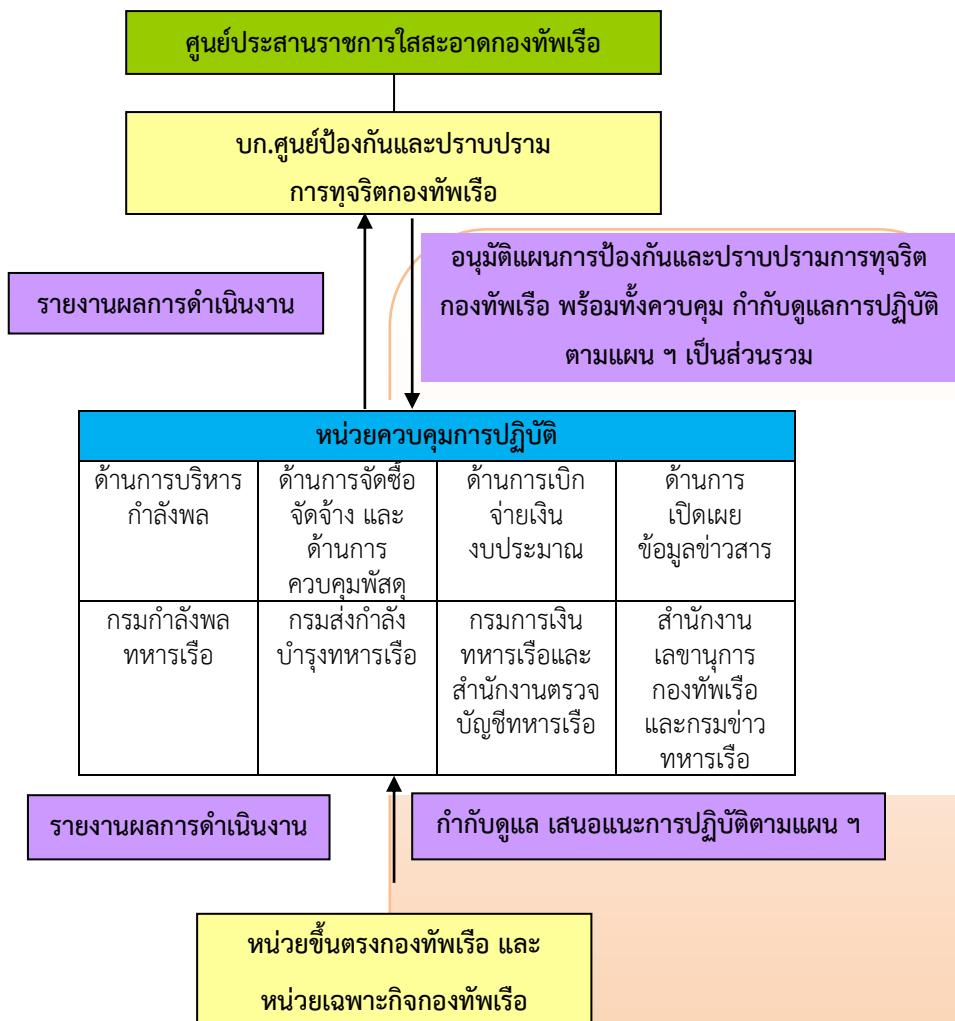 ศูนย์ประสานราชการใสสะอาดกองทัพเรือ
บก.ศูนย์ป้องกันและปราบปราม
การทุจริตกองทัพเรือ
รายงานผลการดำเนินงาน
อนุมัติแผนการป้องกันและปราบปรามการทุจริต
กองทัพเรือ พร้อมทั้งควบคุม กำกับดูแลการปฏิบัติ
ตามแผน ฯ เป็นส่วนรวม
หน่วยควบคุมการปฏิบัติ
ด้านการบริหาร
กำลังพล
ด้านการจัดซื้อ
จัดจ้าง และ
ด้านการ
ควบคุมพัสดุ
ด้านการเบิก
จ่ายเงิน
งบประมาณ
ด้านการ
เปิดเผย
ข้อมูลข่าวสาร
กรมกำลังพล
ทหารเรือ
กรมส่งกำลัง
บำรุงทหารเรือ
กรมการเงิน
ทหารเรือและ
สำนักงานตรวจ
บัญชีทหารเรือ
สำนักงาน
เลขานุการ
กองทัพเรือ
และกรมข่าว
ทหารเรือ
รายงานผลการดำเนินงาน
กำกับดูแล เสนอแนะการปฏิบัติตามแผน ฯ
หน่วยขึ้นตรงกองทัพเรือ และ
หน่วยเฉพาะกิจกองทัพเรือ